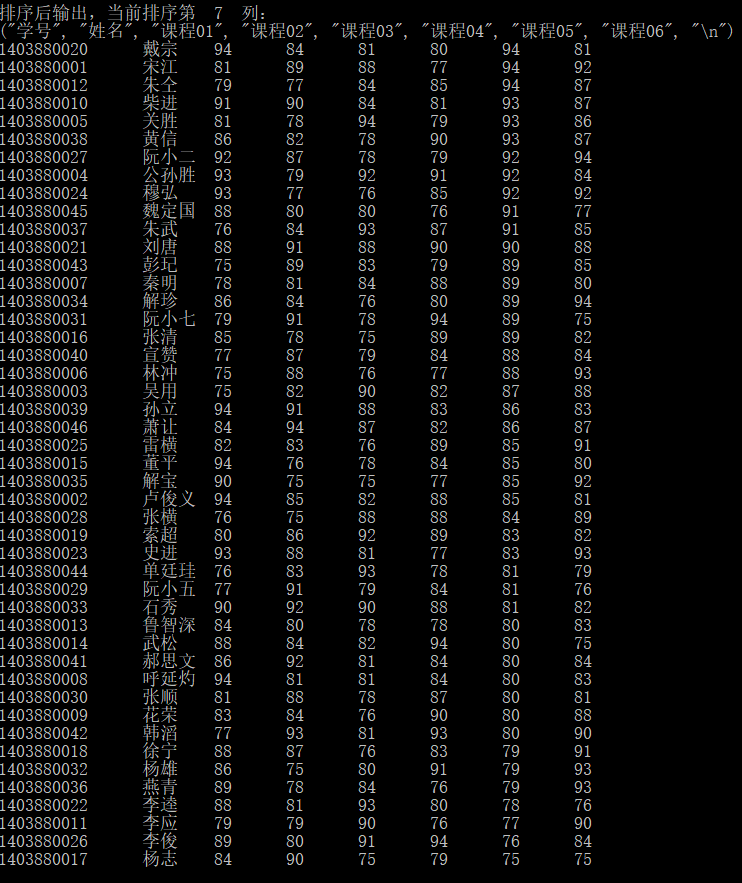 排序后输出，当前排序第 7 列：
("学号", "姓名", "课程01", "课程02", "课程03", "课程04", "课程05", "课程06", "\n")
1403880020 戴宗 94 84 81 80 94 81
1403880001 宋江 81 89 88 77 94 92
1403880012 朱仝 79 77 84 85 94 87
1403880010 柴进 91 90 84 81 93 87
1403880005 关胜 81 78 94 79 93 86
1403880038 黄信 86 82 78 90 93 87
1403880027 阮小二 92 87 78 79 92 94
1403880004 公孙胜 93 79 92 91 92 84
1403880024 穆弘 93 77 76 85 92 92
1403880045 魏定国 88 80 80 76 91 77
1403880037 朱武 76 84 93 87 91 85
1403880021 刘唐 88 91 88 90 90 88
1403880043 彭玘 75 89 83 79 89 85
1403880007 秦明 78 81 84 88 89 80
1403880034 解珍 86 84 76 80 89 94
1403880031 阮小七 79 91 78 94 89 75
1403880016 张清 85 78 75 89 89 82
1403880040 宣赞 77 87 79 84 88 84
1403880006 林冲 75 88 76 77 88 93
1403880003 吴用 75 82 90 82 87 88
1403880039 孙立 94 91 88 83 86 83
1403880046 萧让 84 94 87 82 86 87
1403880025 雷横 82 83 76 89 85 91
1403880015 董平 94 76 78 84 85 80
1403880035 解宝 90 75 75 77 85 92
1403880002 卢俊义 94 85 82 88 85 81
1403880028 张横 76 75 88 88 84 89
1403880019 索超 80 86 92 89 83 82
1403880023 史进 93 88 81 77 83 93
1403880044 单廷珪 76 83 93 78 81 79
1403880029 阮小五 77 91 79 84 81 76
1403880033 石秀 90 92 90 88 81 82
1403880013 鲁智深 84 80 78 78 80 83
1403880014 武松 88 84 82 94 80 75
1403880041 郝思文 86 92 81 84 80 84
1403880008 呼延灼 94 81 81 84 80 83
1403880030 张顺 81 88 78 87 80 81
1403880009 花荣 83 84 76 90 80 88
1403880042 韩滔 77 93 81 93 80 90
1403880018 徐宁 88 87 76 83 79 91
1403880032 杨雄 86 75 80 91 79 93
1403880036 燕青 89 78 84 76 79 93
1403880022 李逵 88 81 93 80 78 76
1403880011 李应 79 79 90 76 77 90
1403880026 李俊 89 80 91 94 76 84
1403880017 杨志 84 90 75 79 75 75